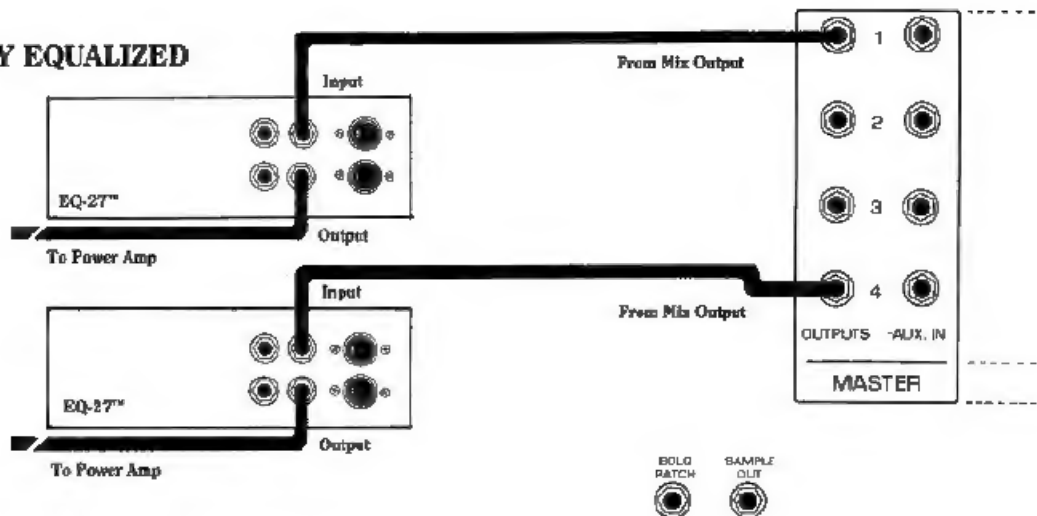 Y EQUALIZED
Input
From Mix Output
1
2
EQ-27™
Output
To Power Amp
3
Input
4
From Mix Output
OUTPUTS AUX. IN
MASTER
EQ-27™
Output
To Power Amp
BOLO PATCH
SAMPLE OUT